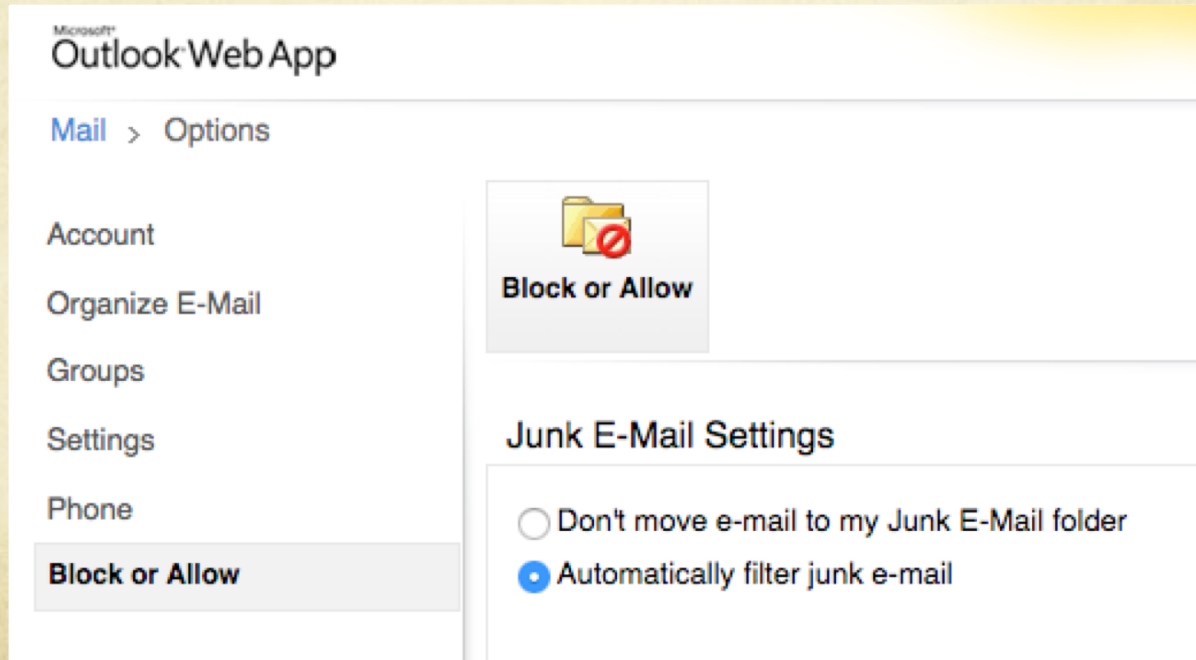 Microsoft®
Outlook Web App
Mail > Options
Account
Organize E-Mail
Groups
Settings
Phone
Block or Allow
Block or Allow
Junk E-Mail Settings
Don't move e-mail to my Junk E-Mail folder
Automatically filter junk e-mail